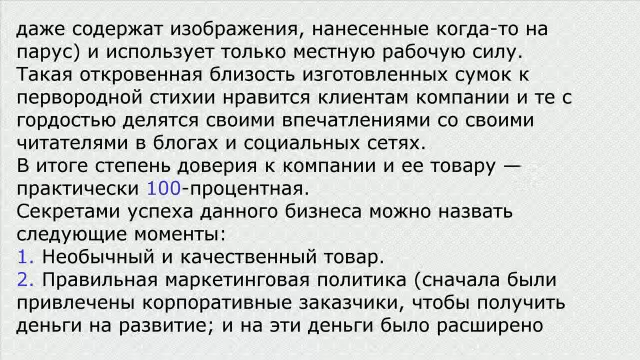 даже содержат изображения, нанесенные когда-то на
парус) и использует только местную рабочую силу.
Такая откровенная близость изготовленных сумок к
первородной стихии нравится клиентам компании и те с
гордостью делятся своими впечатлениями со своими
читателями в блогах и социальных сетях.
В итоге степень доверия к компании и ее товару —
практически 100-процентная.
Секретами успеха данного бизнеса можно назвать
следующие моменты:
1. Необычный и качественный товар.
2. Правильная маркетинговая политика (сначала были
привлечены корпоративные заказчики, чтобы получить
деньги на развитие; и на эти деньги было расширено